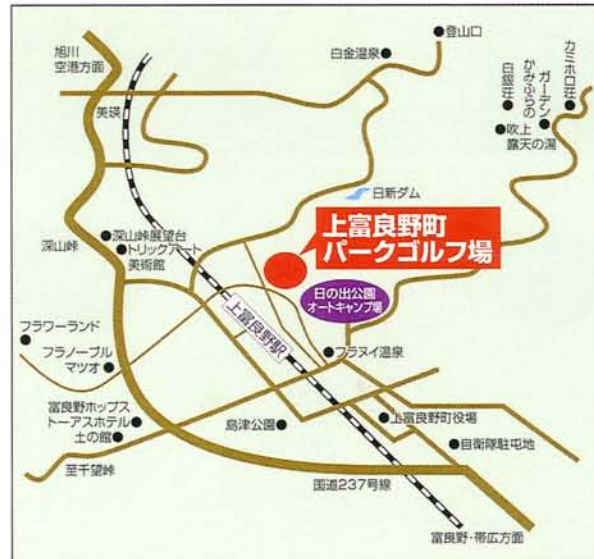 登山口
旭川
空港方面
白金温泉
カミホロ荘
ガーデン
かみふらの
白銀荘
美瑛
吹上
露天の湯
日新ダム
上富良野町
パークゴルフ場
深山峠展望台
トリックアート
美術館
深山峠
日の出公園
オートキャンプ場
フラワーランド
上富良野駅
フラノーブル
マツオ
フラヌイ温泉
富良野ホップス
トーアスホテル
土の館
島津公園
上富良野町役場
自衛隊駐屯地
至千望峠
国道237号線
富良野・帯広方面